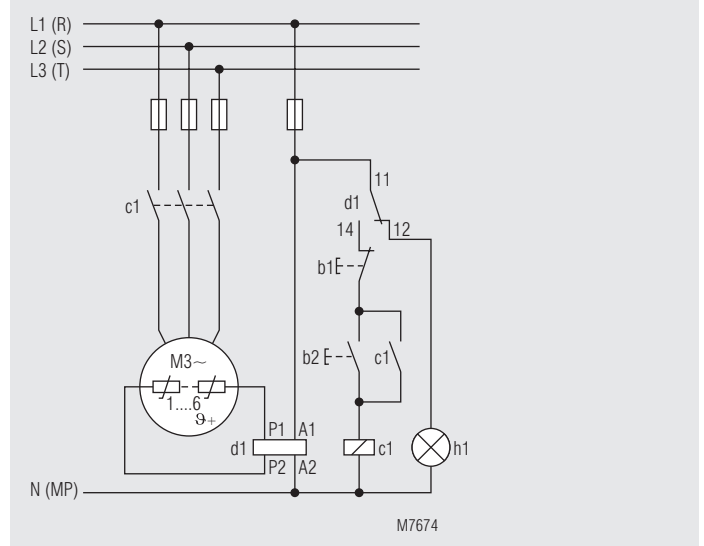 L1 (R)
L2 (S)
L3 (T)
c1
11
d1
14
12
b1
b2
c1
M3~
1....6
ϑ+
P1
A1
d1
P2
A2
c1
h1
N (MP)
M7674